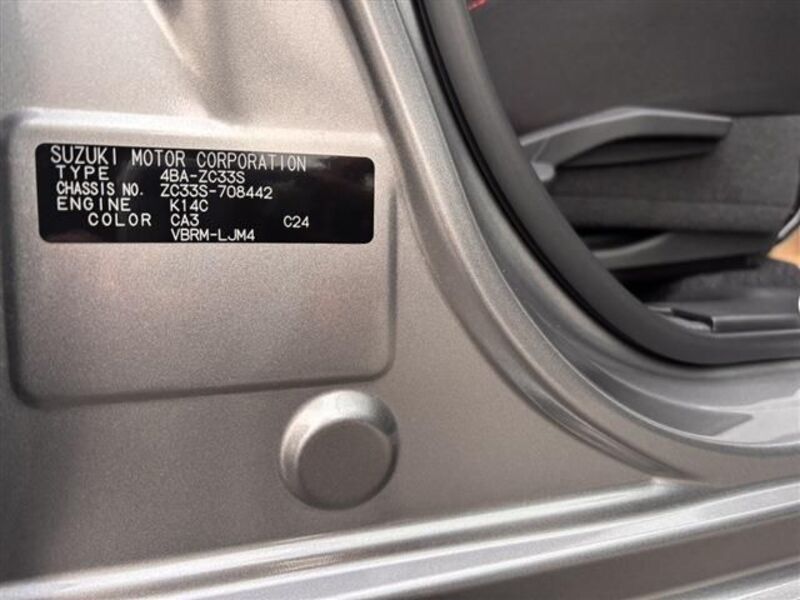 SUZUKI MOTOR CORPORATION
TYPE 4BA-ZC33S
CHASSIS NO. ZC33S-708442
ENGINE K14C
COLOR CA3 C24
VBRM-LJM4